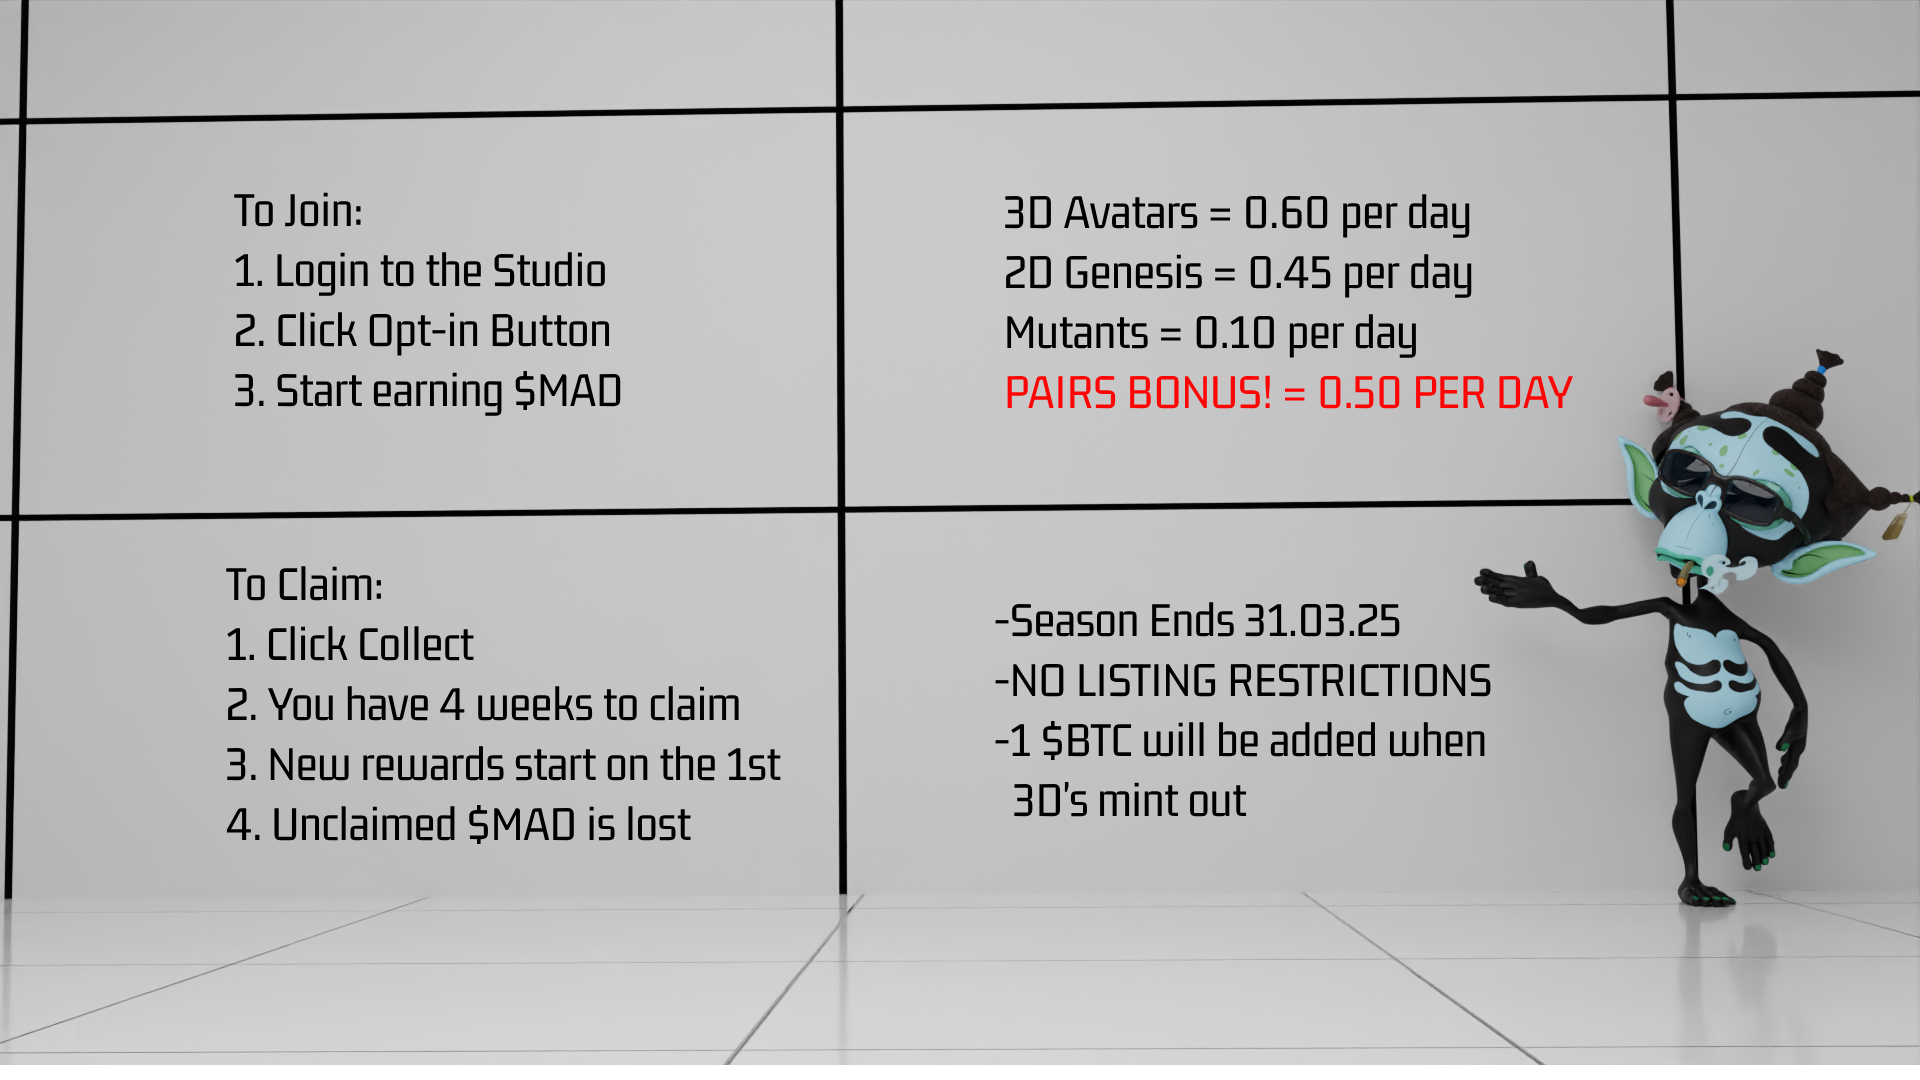 To Join:
1. Login to the Studio
2. Click Opt-in Button
3. Start earning $MAD
3D Avatars = 0.60 per day
2D Genesis = 0.45 per day
Mutants = 0.10 per day
PAIRS BONUS! = 0.50 PER DAY
To Claim:
1. Click Collect
2. You have 4 weeks to claim
3. New rewards start on the 1st
4. Unclaimed $MAD is lost
-Season Ends 31.03.25
-NO LISTING RESTRICTIONS
-1 $BTC will be added when
3D's mint out